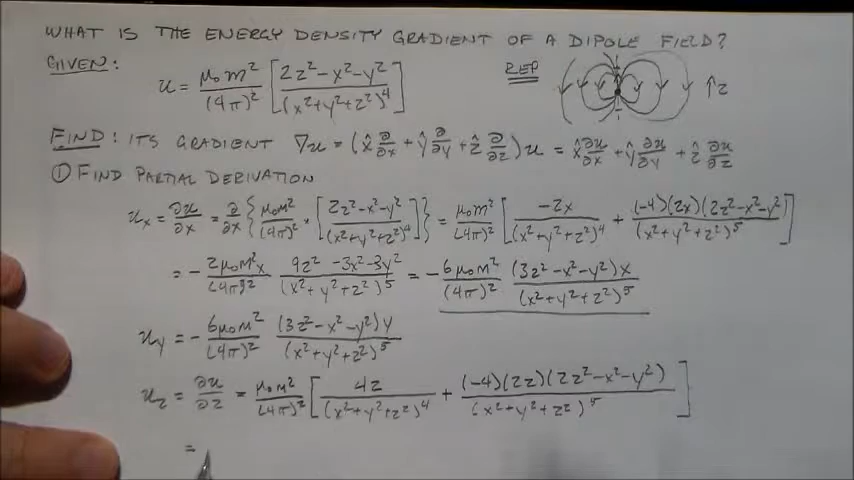 WHAT IS THE ENERGY DENSITY GRADIENT OF A DIPOLE FIELD?
GIVEN: u = μ₀m²/(4π)² [ (2z²-x²-y²)/(x²+y²+z²)⁴ ] REP ↑z
FIND: ITS GRADIENT ∇u = (x̂ ∂/∂x + ŷ ∂/∂y + ẑ ∂/∂z)u = x̂ ∂u/∂x + ŷ ∂u/∂y + ẑ ∂u/∂z
① FIND PARTIAL DERIVATION
uₓ = ∂u/∂x = ∂/∂x { μ₀m²/(4π)² · [ (2z²-x²-y²)/(x²+y²+z²)⁴ ] } = μ₀m²/(4π)² [ -2x/(x²+y²+z²)⁴ + (-4)(2x)(2z²-x²-y²)/(x²+y²+z²)⁵ ]
= - 2μ₀m²x/(4π)² (9z²-3x²-3y²)/(x²+y²+z²)⁵ = - 6μ₀m²/(4π)² (3z²-x²-y²)x/(x²+y²+z²)⁵
u_y = - 6μ₀m²/(4π)² (3z²-x²-y²)y/(x²+y²+z²)⁵
u_z = ∂u/∂z = μ₀m²/(4π)² [ 4z/(x²+y²+z²)⁴ + (-4)(2z)(2z²-x²-y²)/(x²+y²+z²)⁵ ]
=